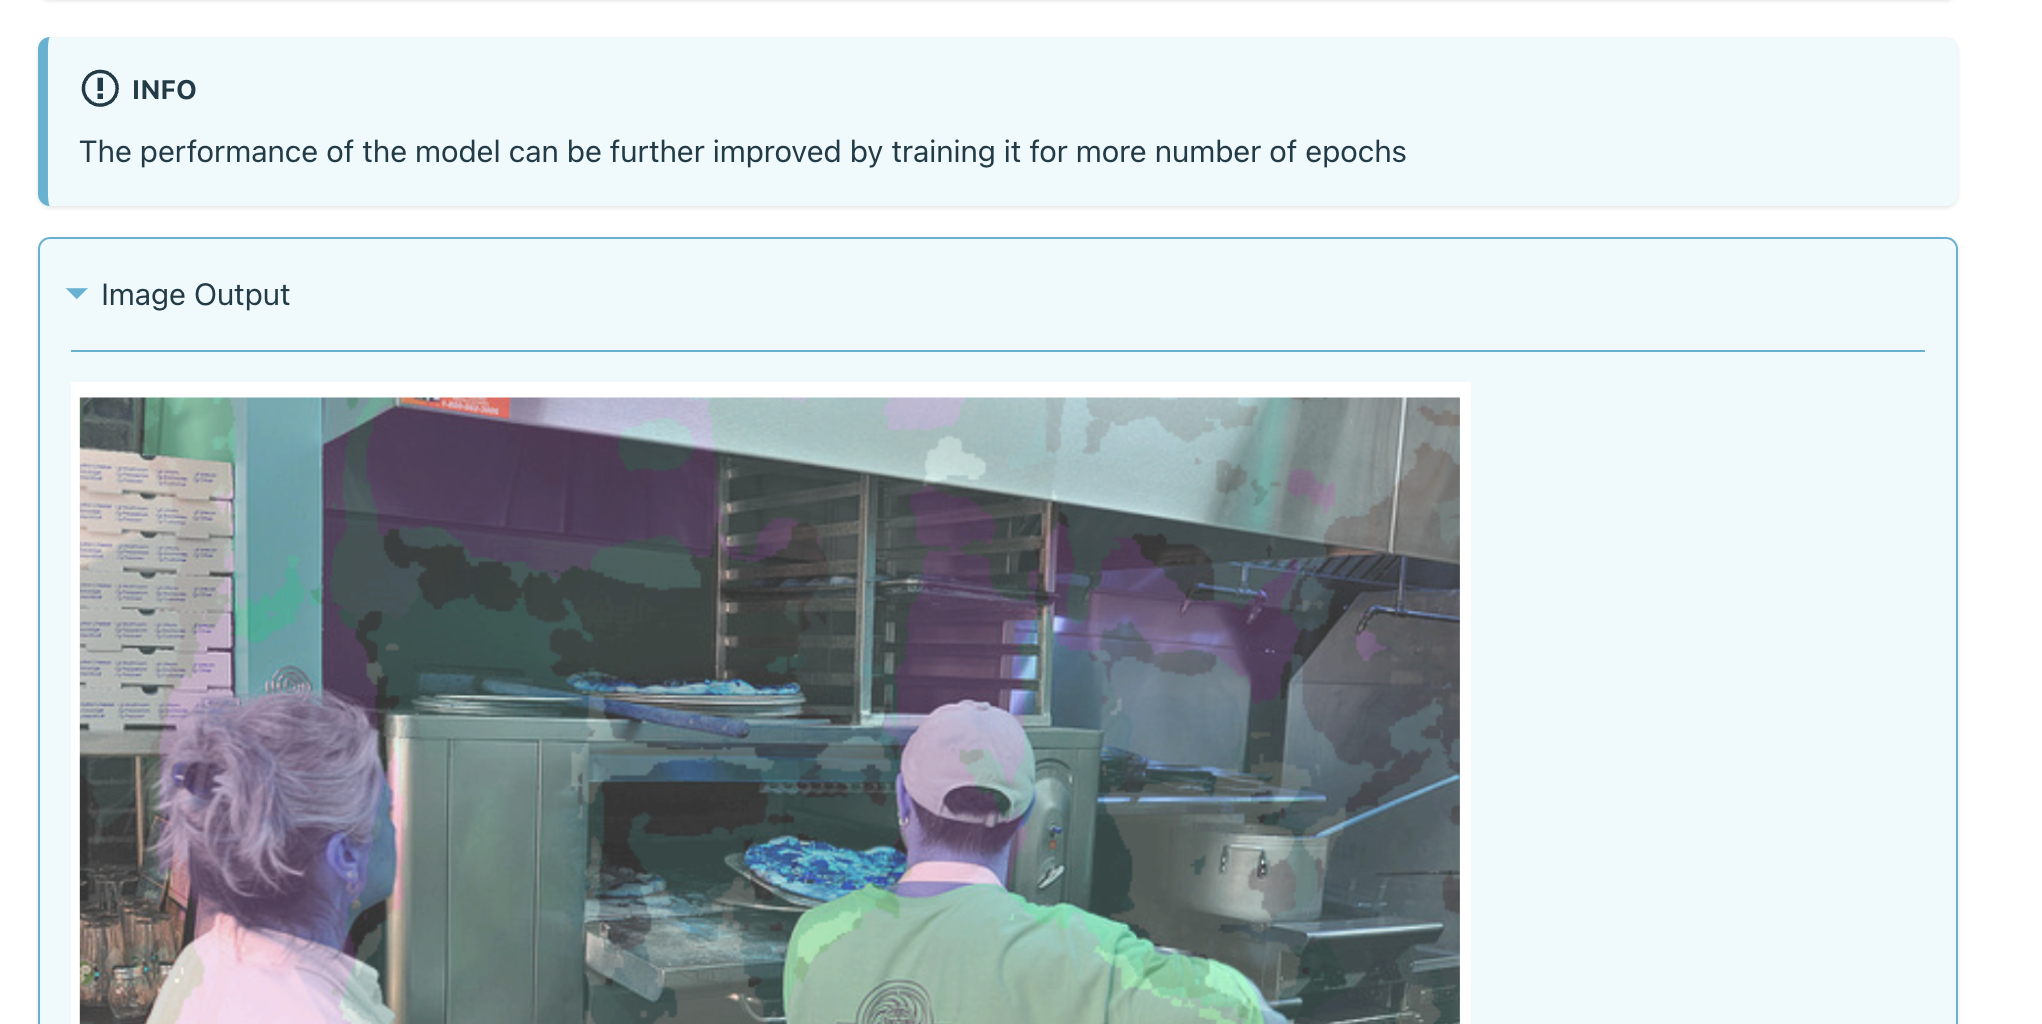 INFO
The performance of the model can be further improved by training it for more number of epochs
Image Output